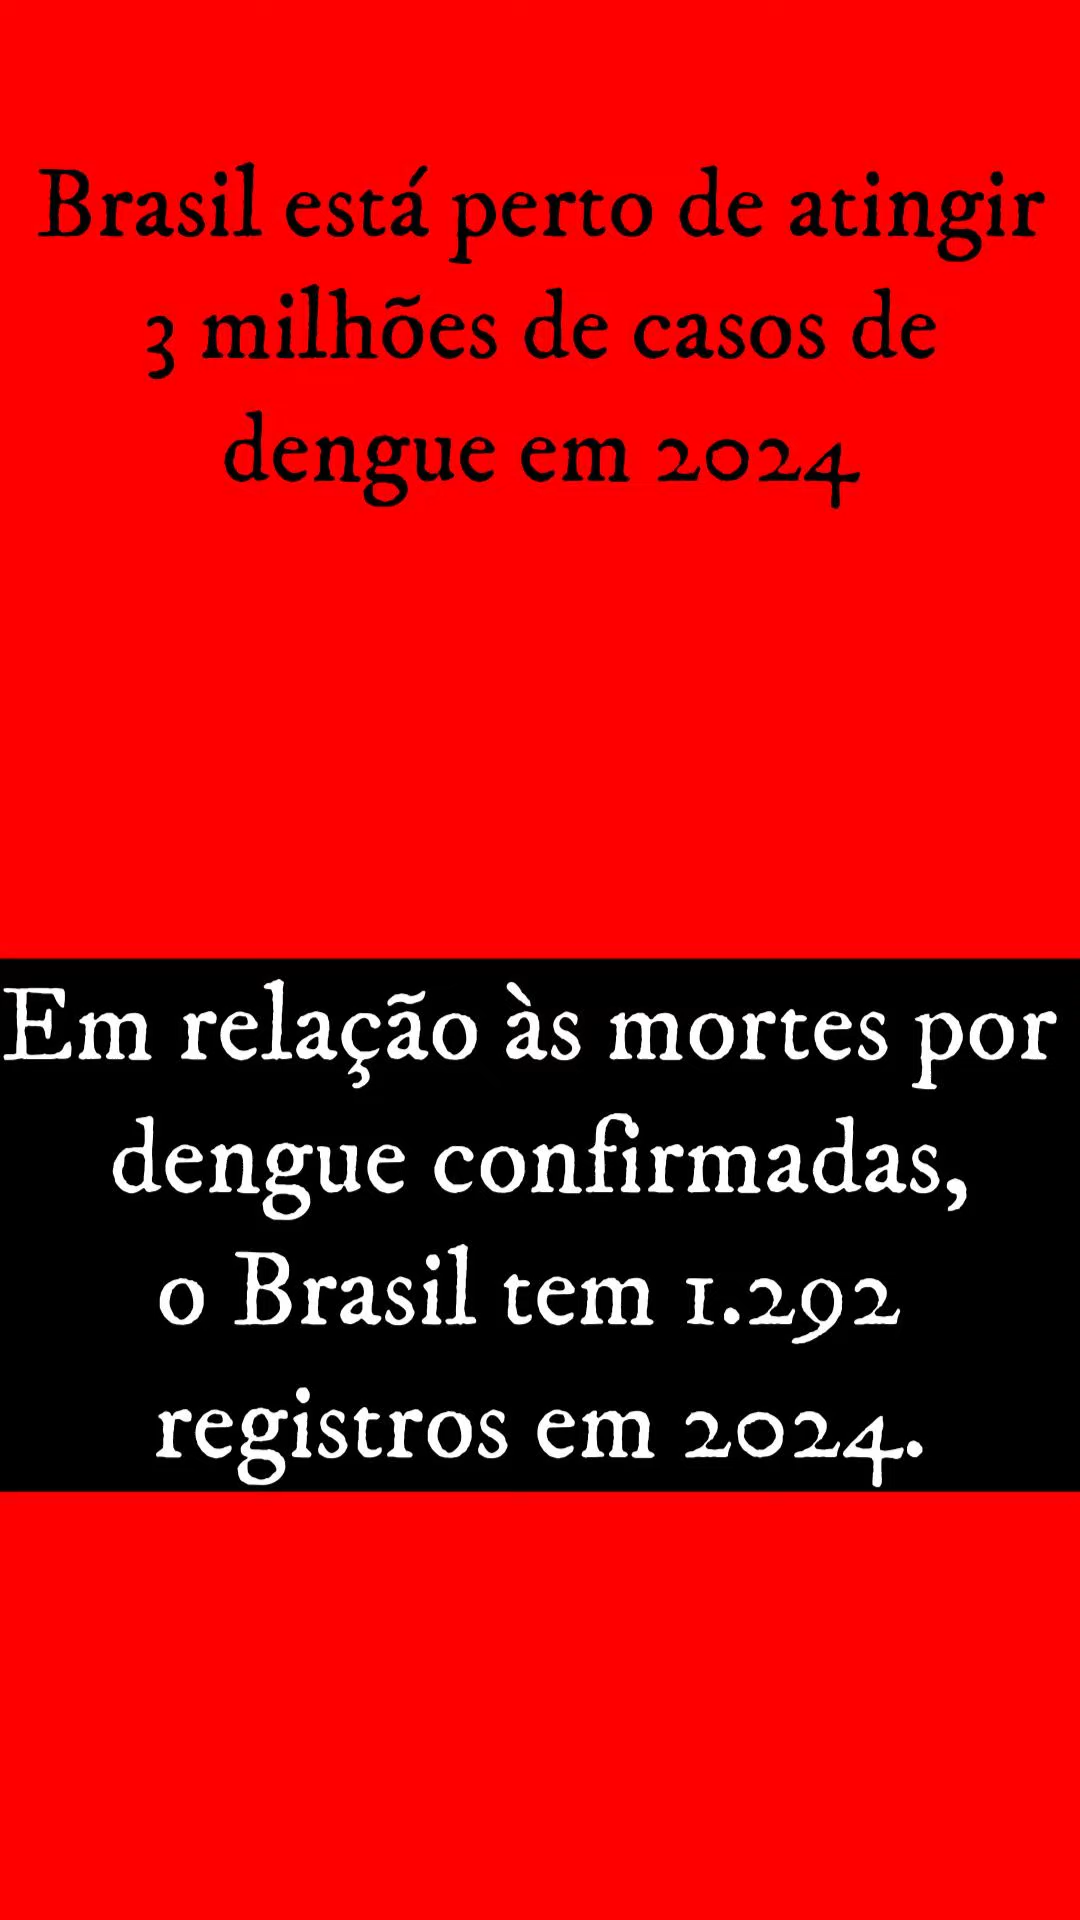 Brasil está perto de atingir
3 milhões de casos de
dengue em 2024
Em relação às mortes por
dengue confirmadas,
o Brasil tem 1.292
registros em 2024.